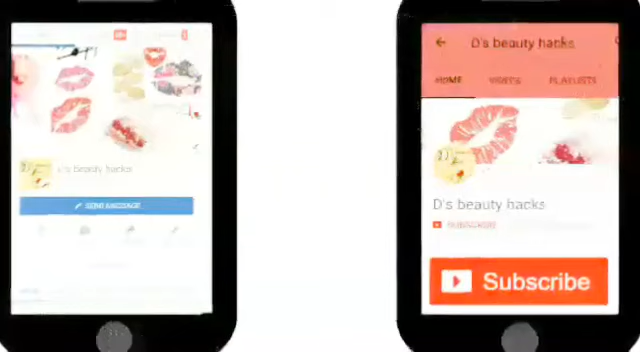 D's beauty hacks
SEND MESSAGE
D's beauty hacks
HOME VIDEOS PLAYLISTS
D's beauty hacks
SUBSCRIBE
Subscribe